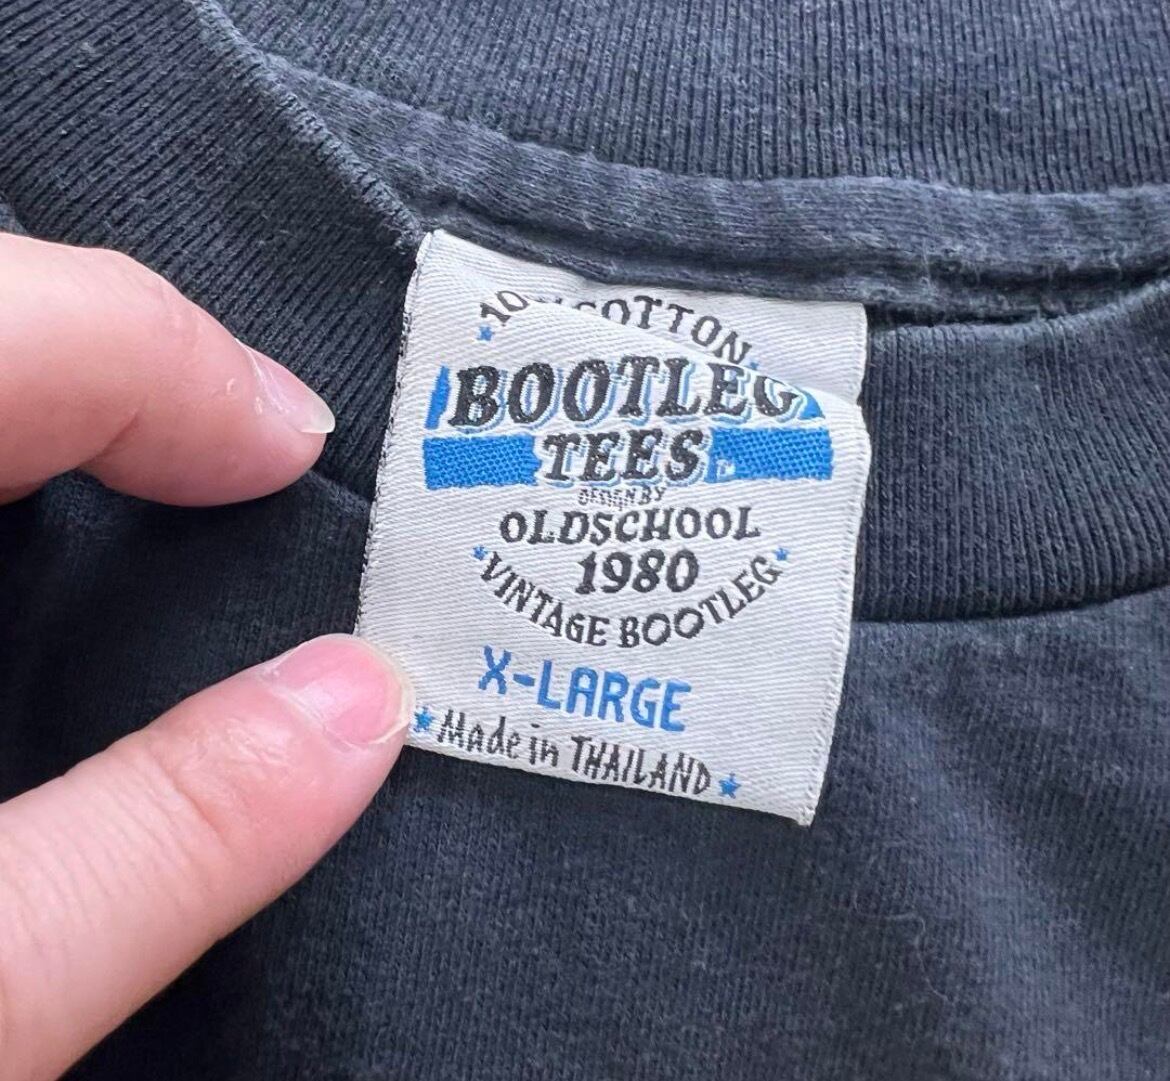 COTTON
BOOTLEG
TEES
DESIGN BY
OLDSCHOOL
1980
VINTAGE BOOTLEG
X-LARGE
Made in THAILAND